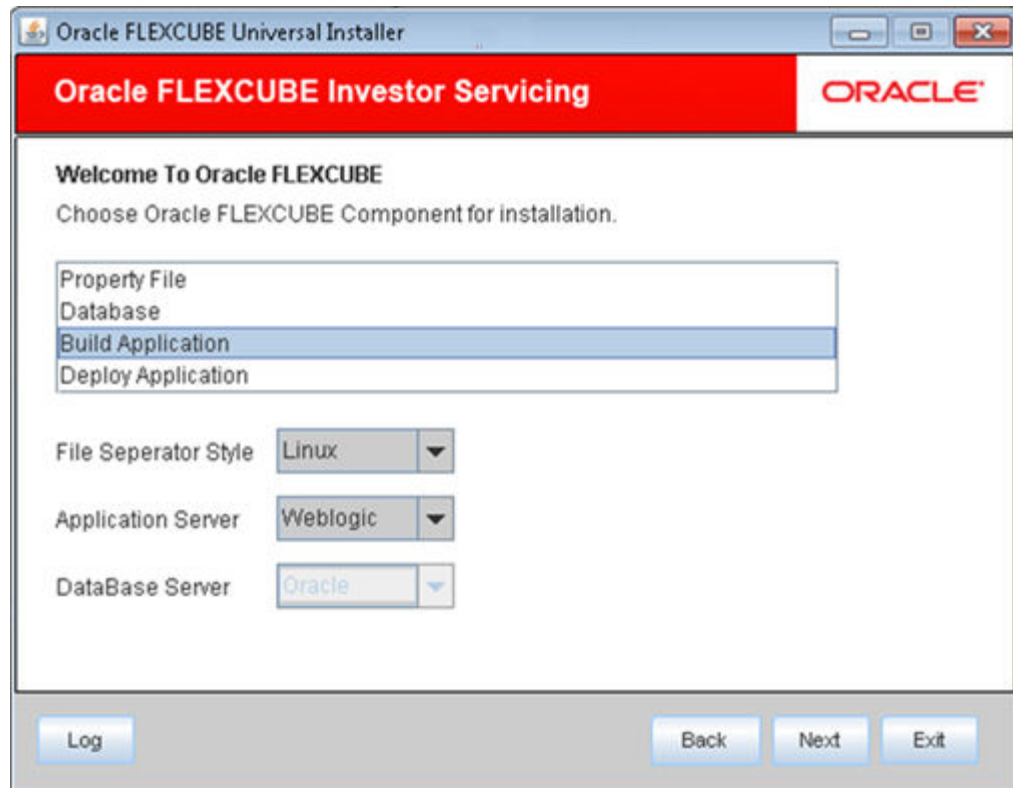 Oracle FLEXCUBE Universal Installer
Oracle FLEXCUBE Investor Servicing
ORACLE
Welcome To Oracle FLEXCUBE
Choose Oracle FLEXCUBE Component for installation.
Property File
Database
Build Application
Deploy Application
File Seperator Style Linux
Application Server Weblogic
DataBase Server Oracle
Log Back Next Exit